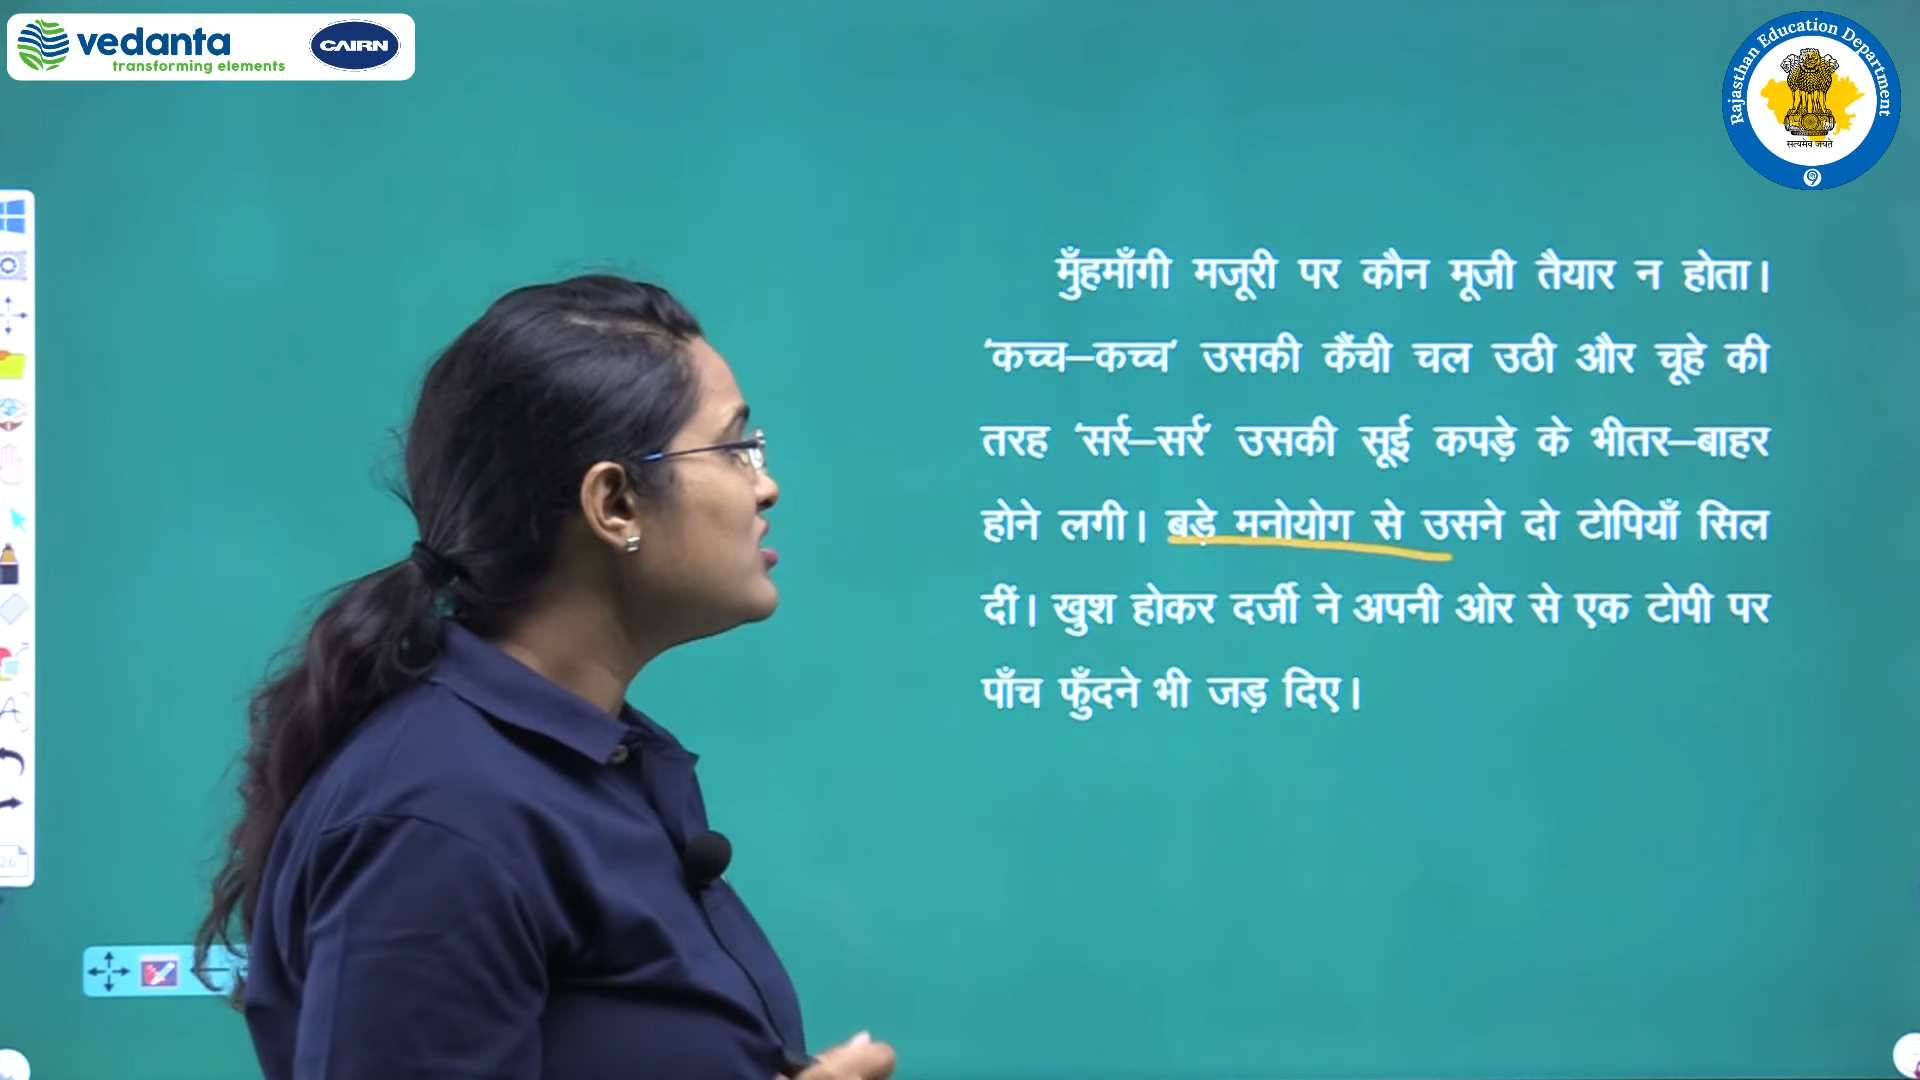 vedanta
transforming elements
CAIRN
Rajasthan Education Department
सत्यमेव जयते
मुँहमाँगी मजूरी पर कौन मूजी तैयार न होता।
‘कच्च–कच्च’ उसकी कैंची चल उठी और चूहे की
तरह ‘सर्र–सर्र’ उसकी सूई कपड़े के भीतर–बाहर
होने लगी। बड़े मनोयोग से उसने दो टोपियाँ सिल
दीं। खुश होकर दर्जी ने अपनी ओर से एक टोपी पर
पाँच फुँदने भी जड़ दिए।
26